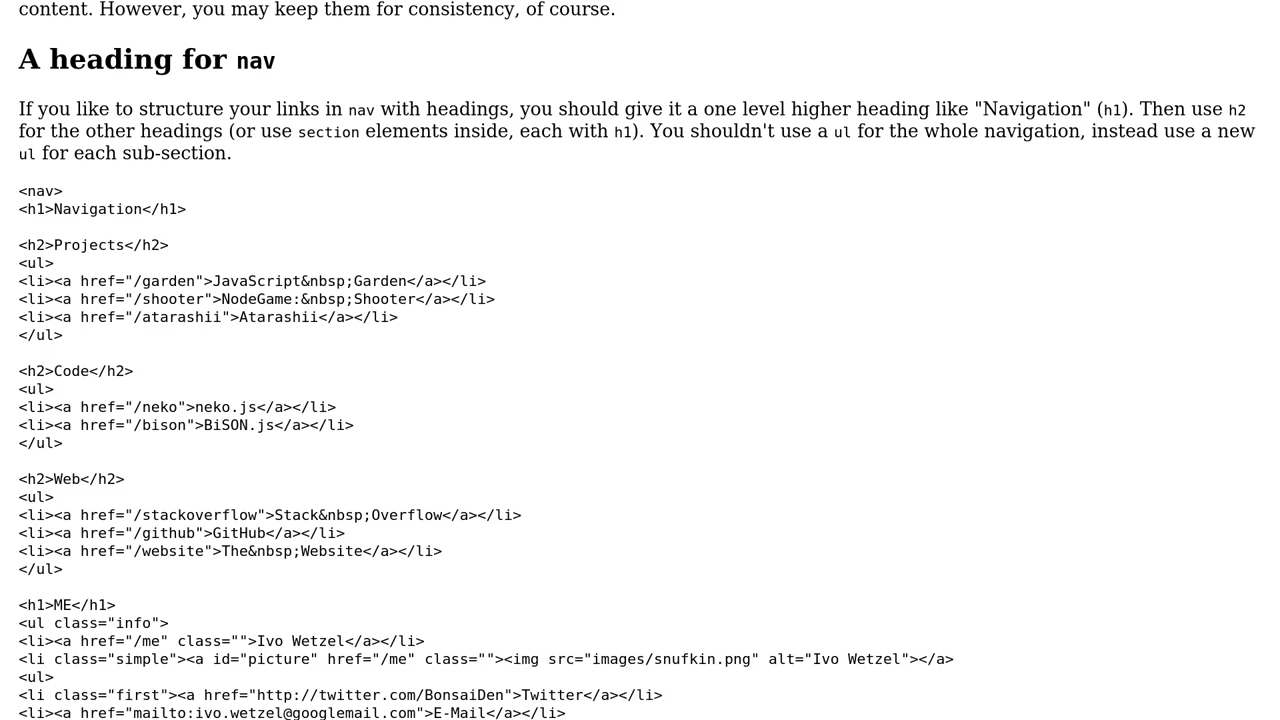 content. However, you may keep them for consistency, of course.
A heading for nav
If you like to structure your links in nav with headings, you should give it a one level higher heading like "Navigation" (h1). Then use h2
for the other headings (or use section elements inside, each with h1). You shouldn't use a ul for the whole navigation, instead use a new
ul for each sub-section.
<nav>
<h1>Navigation</h1>
<h2>Projects</h2>
<ul>
<li><a href="/garden">JavaScript&nbsp;Garden</a></li>
<li><a href="/shooter">NodeGame:&nbsp;Shooter</a></li>
<li><a href="/atarashii">Atarashii</a></li>
</ul>
<h2>Code</h2>
<ul>
<li><a href="/neko">neko.js</a></li>
<li><a href="/bison">BiSON.js</a></li>
</ul>
<h2>Web</h2>
<ul>
<li><a href="/stackoverflow">Stack&nbsp;Overflow</a></li>
<li><a href="/github">GitHub</a></li>
<li><a href="/website">The&nbsp;Website</a></li>
</ul>
<h1>ME</h1>
<ul class="info">
<li><a href="/me" class="">Ivo Wetzel</a></li>
<li class="simple"><a id="picture" href="/me" class=""><img src="images/snufkin.png" alt="Ivo Wetzel"></a>
<ul>
<li class="first"><a href="http://twitter.com/BonsaiDen">Twitter</a></li>
<li><a href="mailto:ivo.wetzel@googlemail.com">E-Mail</a></li>